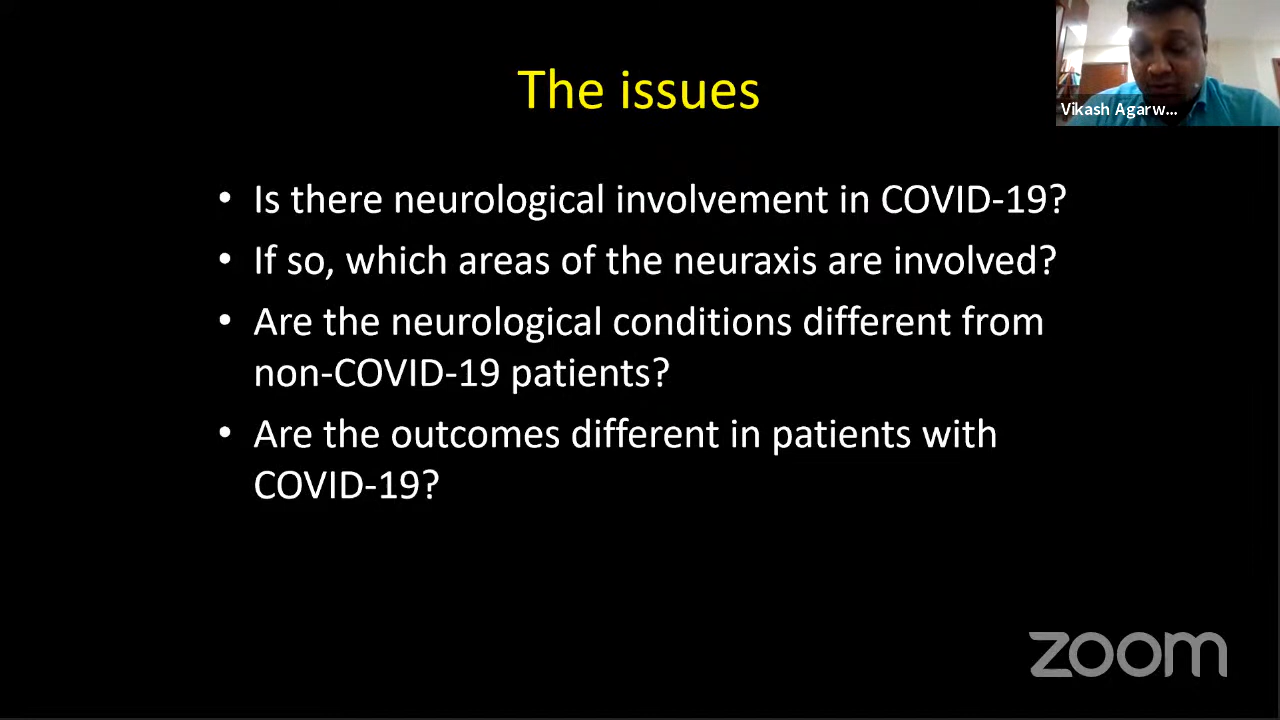 The issues
Vikash Agarw...
• Is there neurological involvement in COVID-19?
• If so, which areas of the neuraxis are involved?
• Are the neurological conditions different from
non-COVID-19 patients?
• Are the outcomes different in patients with
COVID-19?
zoom